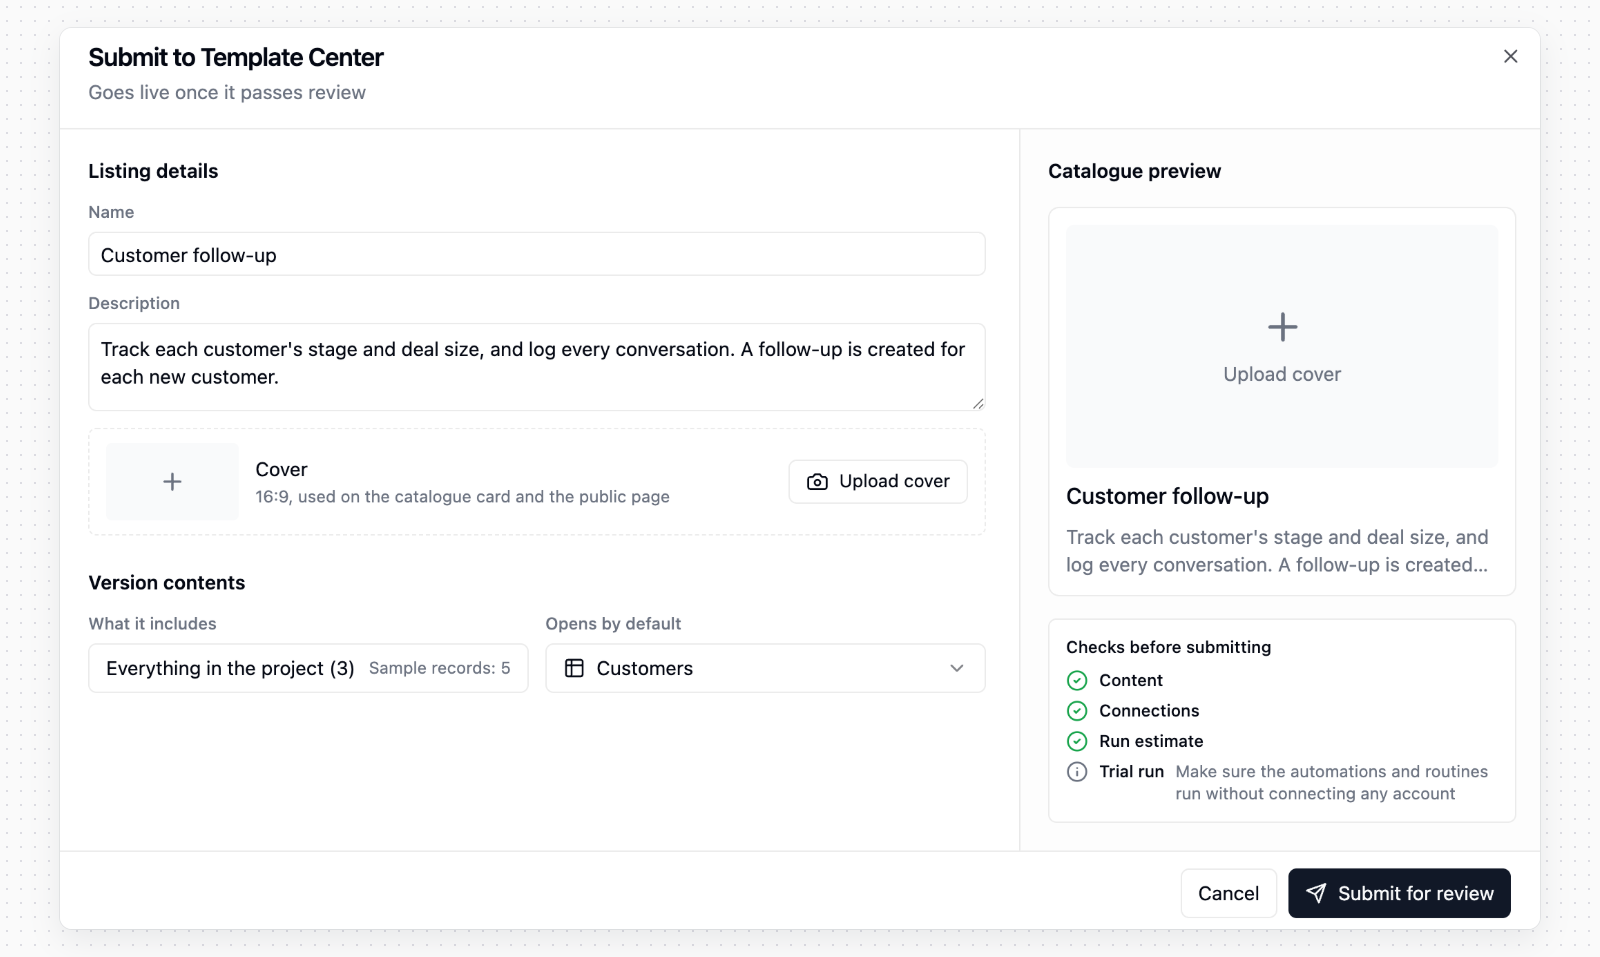 Submit to Template Center
Goes live once it passes review
Listing details
Name
Customer follow-up
Description
Track each customer's stage and deal size, and log every conversation. A follow-up is created for
each new customer.
Cover
16:9, used on the catalogue card and the public page
Upload cover
Version contents
What it includes
Everything in the project (3) Sample records: 5
Opens by default
Customers
Catalogue preview
Upload cover
Customer follow-up
Track each customer's stage and deal size, and
log every conversation. A follow-up is created...
Checks before submitting
Content
Connections
Run estimate
Trial run Make sure the automations and routines
run without connecting any account
Cancel
Submit for review